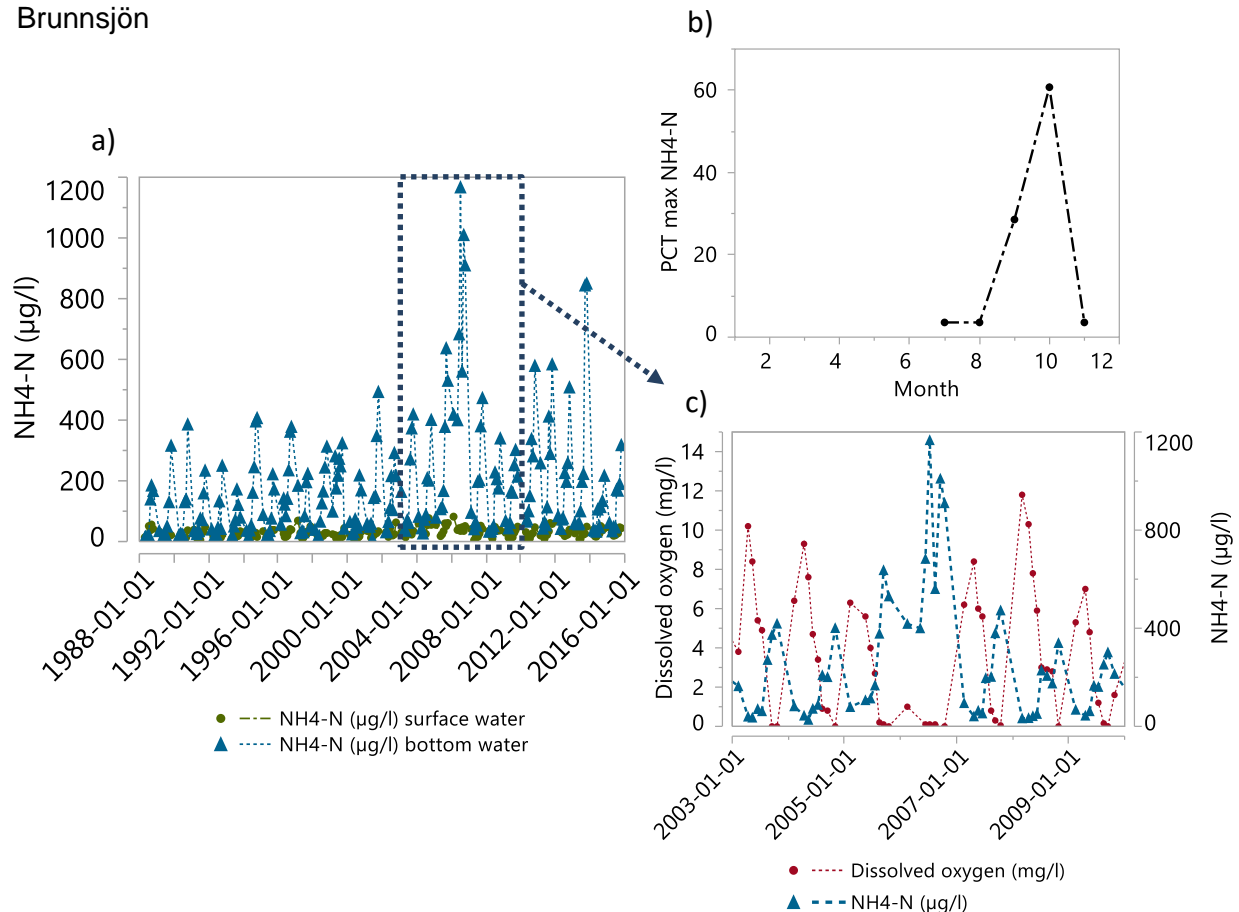 Brunnsjön
a)
NH4-N (µg/l)
1200
1000
800
600
400
200
0
1988-01-01
1992-01-01
1996-01-01
2000-01-01
2004-01-01
2008-01-01
2012-01-01
2016-01-01
NH4-N (µg/l) surface water
NH4-N (µg/l) bottom water
b)
PCT max NH4-N
60
40
20
0
2 4 6 8 10 12
Month
c)
Dissolved oxygen (mg/l)
14
12
10
8
6
4
2
0
1200
800
400
0
NH4-N (µg/l)
2003-01-01
2005-01-01
2007-01-01
2009-01-01
Dissolved oxygen (mg/l)
NH4-N (µg/l)